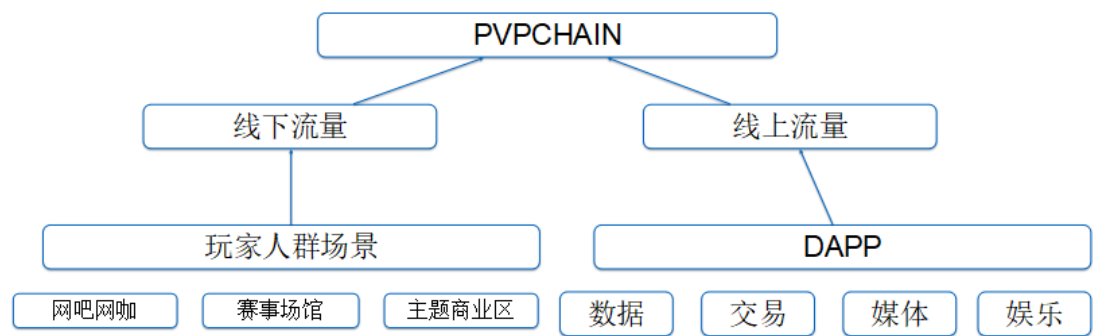 PVPCHAIN
线下流量
线上流量
玩家人群场景
DAPP
网吧网咖
赛事场馆
主题商业区
数据
交易
媒体
娱乐